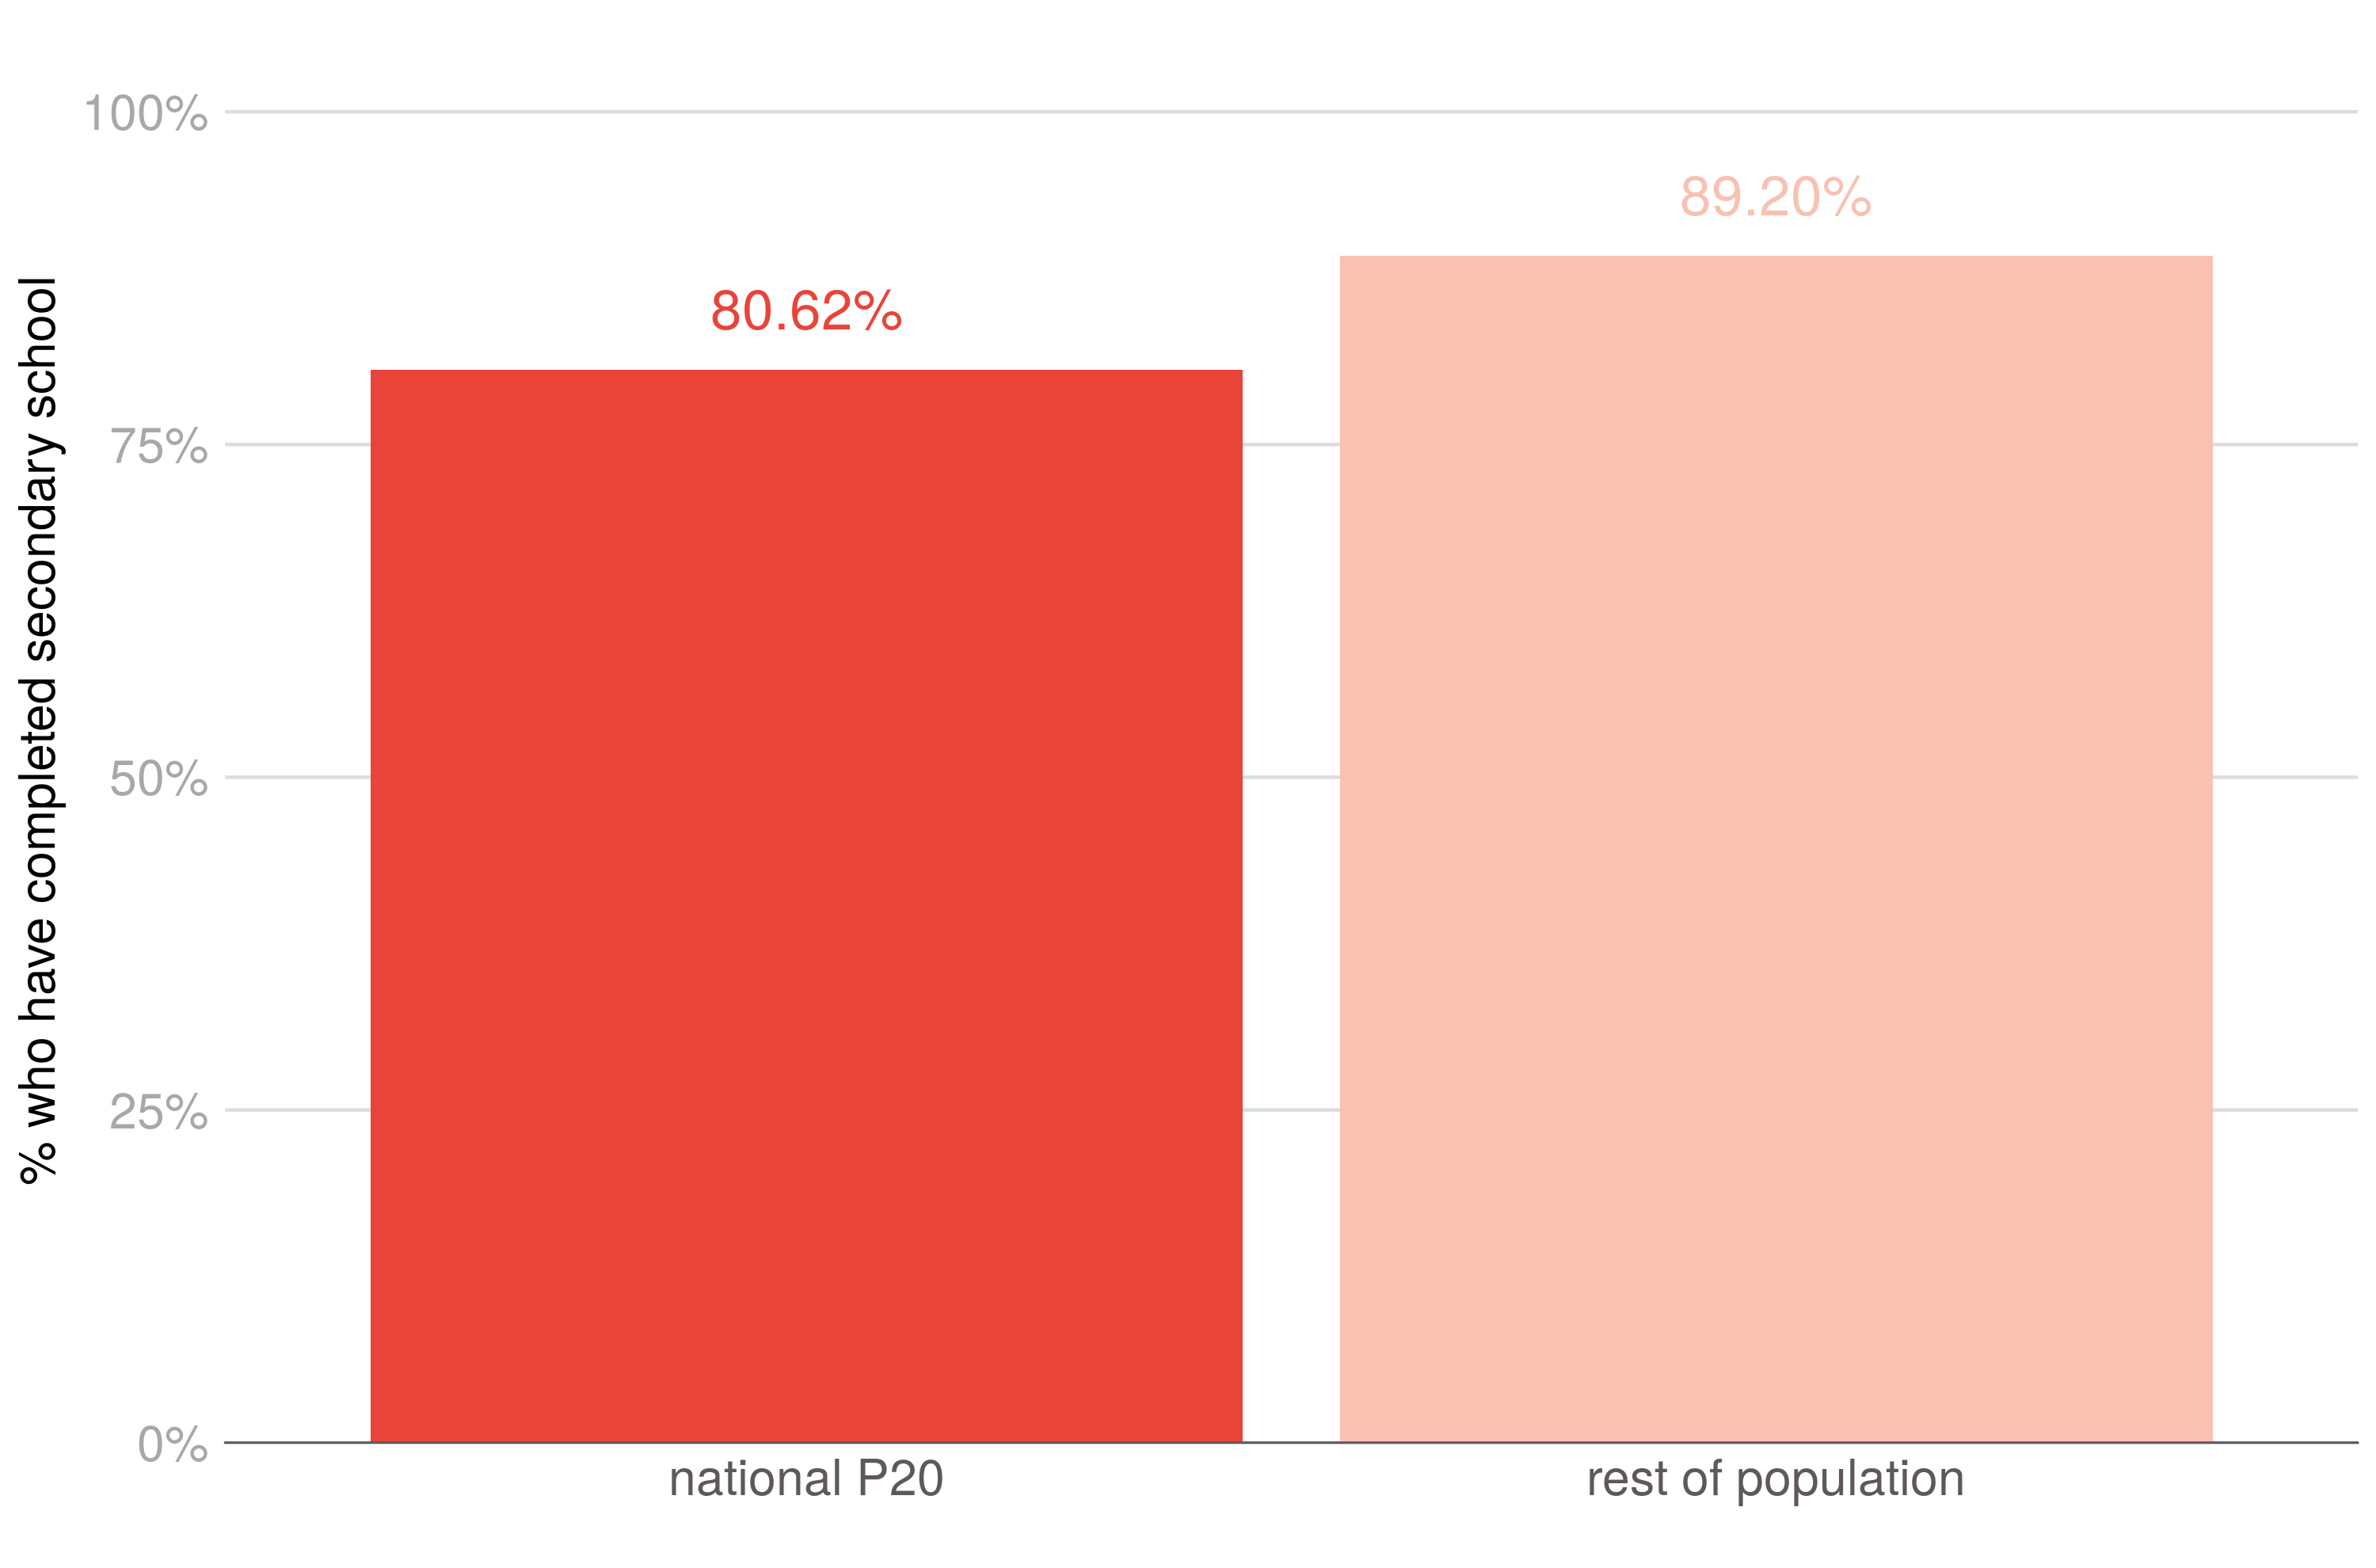 % who have completed secondary school
100%
75%
50%
25%
0%
80.62%
89.20%
national P20
rest of population